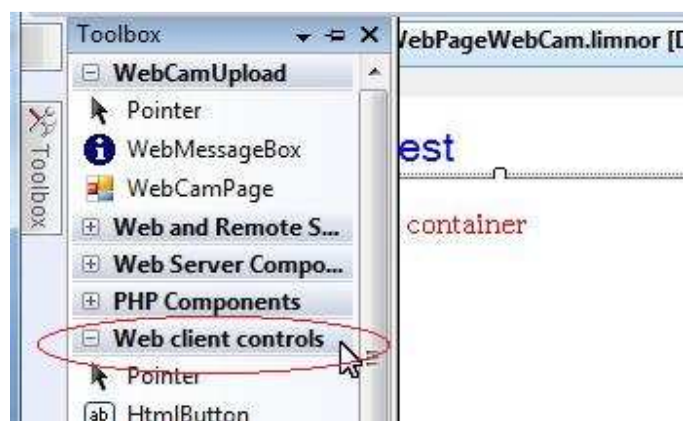 Toolbox
WebCamUpload
Pointer
WebMessageBox
WebCamPage
Web and Remote S...
Web Server Compo...
PHP Components
Web client controls
Pointer
HtmlButton
Toolbox
/ebPageWebCam.limnor [D
est
container